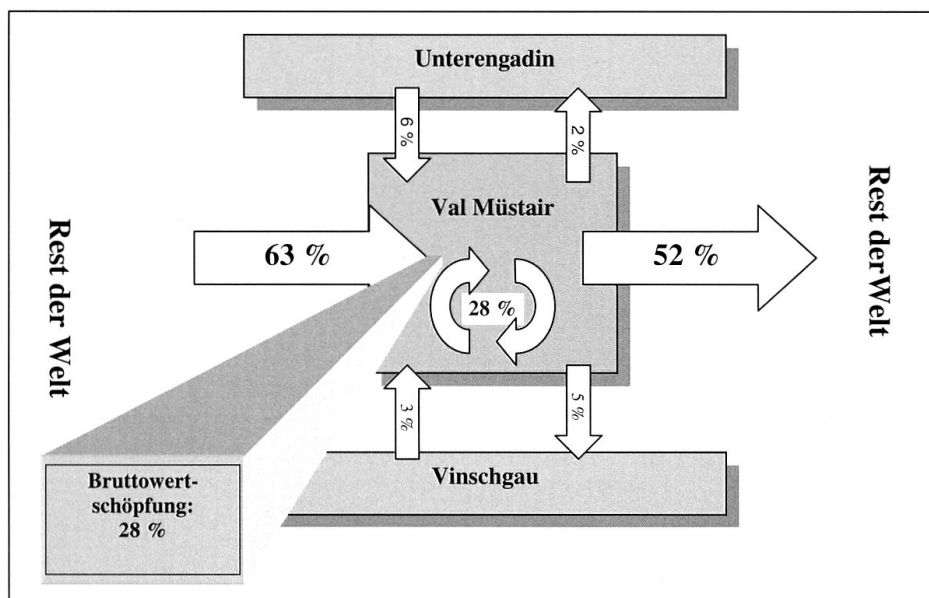 Unterengadin
6 %
2 %
Val Müstair
Rest der Welt
63 %
52 %
Rest derWelt
28 %
3 %
5 %
Vinschgau
Bruttowert-
schöpfung:
28 %